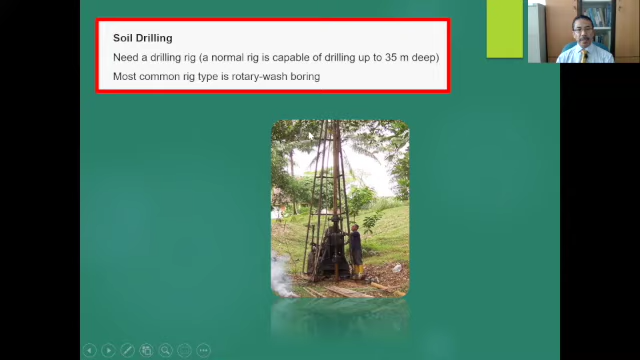 Soil Drilling
Need a drilling rig (a normal rig is capable of drilling up to 35 m deep)
Most common rig type is rotary-wash boring